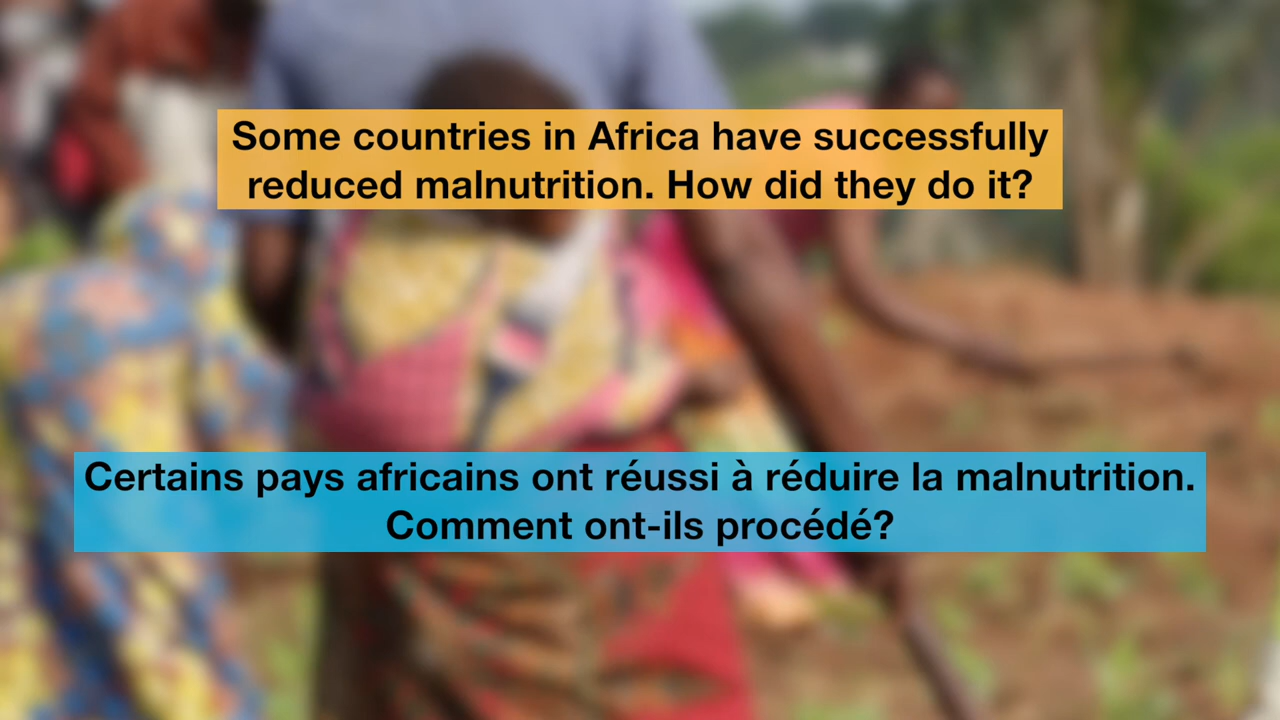 Some countries in Africa have successfully
reduced malnutrition. How did they do it?
Certains pays africains ont réussi à réduire la malnutrition.
Comment ont-ils procédé?